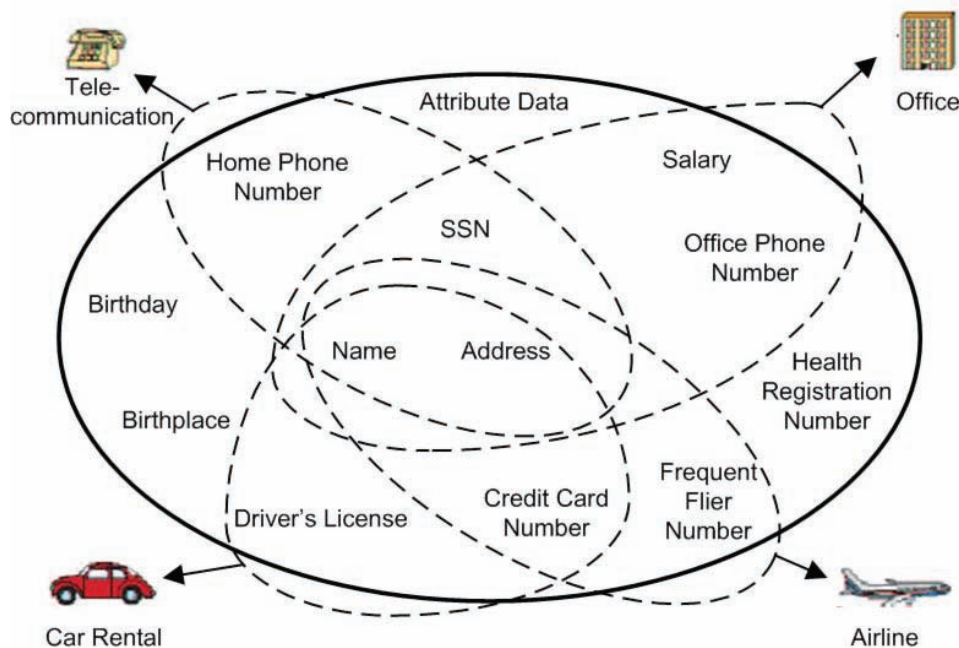 Tele-
communication
Office
Attribute Data
Home Phone
Number
Salary
SSN
Office Phone
Number
Birthday
Name
Address
Health
Registration
Number
Birthplace
Frequent
Flier
Number
Credit Card
Number
Driver's License
Car Rental
Airline